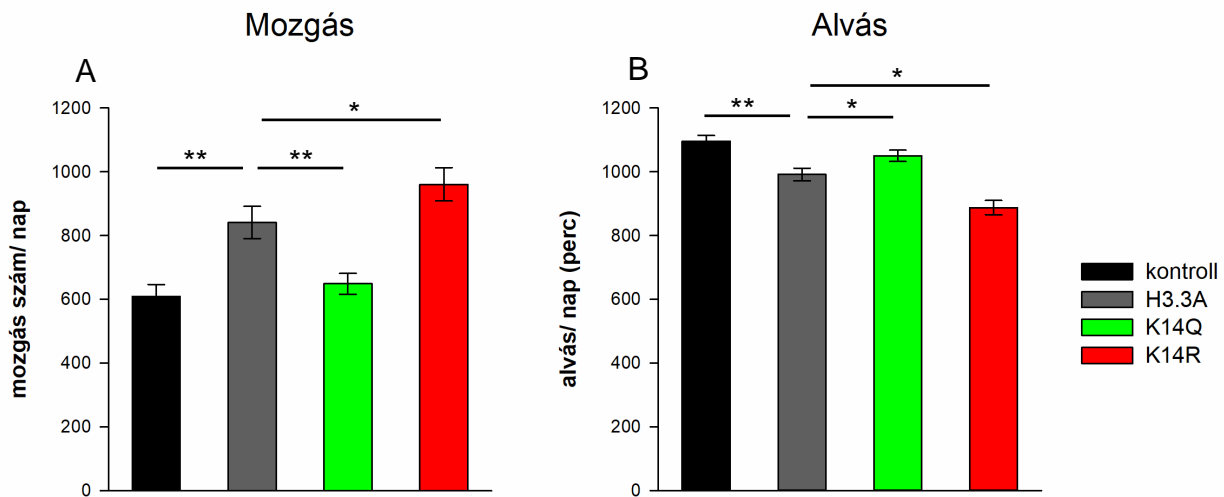 Mozgás
Alvás
A
B
1200
1000
800
600
400
200
0
mozgás szám/ nap
**
**
*
1200
1000
800
600
400
200
0
alvás/ nap (perc)
**
*
*
kontroll
H3.3A
K14Q
K14R